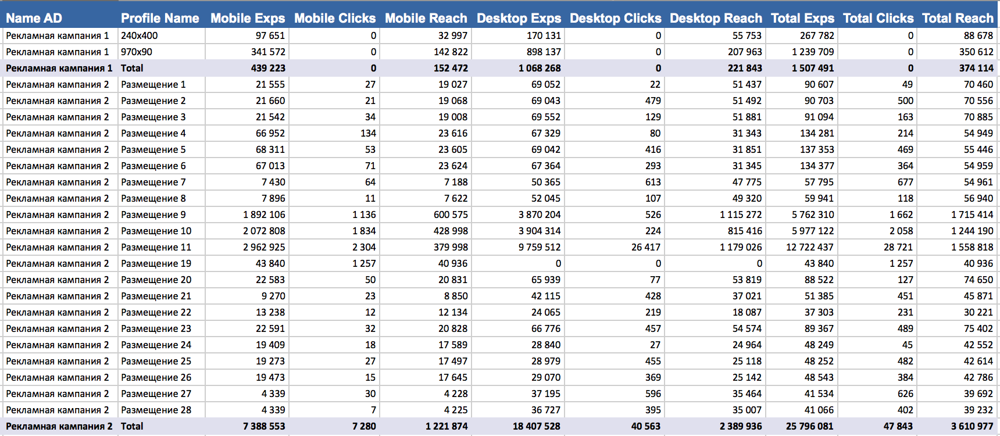 Name AD Profile Name Mobile Exps Mobile Clicks Mobile Reach Desktop Exps Desktop Clicks Desktop Reach Total Exps Total Clicks Total Reach
Рекламная кампания 1 240x400 97 651 0 32 997 170 131 0 55 753 267 782 0 88 678
Рекламная кампания 1 970x90 341 572 0 142 822 898 137 0 207 963 1 239 709 0 350 612
Рекламная кампания 1 Total 439 223 0 152 472 1 068 268 0 221 843 1 507 491 0 374 114
Рекламная кампания 2 Размещение 1 21 555 27 19 027 69 052 22 51 437 90 607 49 70 460
Рекламная кампания 2 Размещение 2 21 660 21 19 068 69 043 479 51 492 90 703 500 70 556
Рекламная кампания 2 Размещение 3 21 542 34 19 008 69 552 129 51 881 91 094 163 70 885
Рекламная кампания 2 Размещение 4 66 952 134 23 616 67 329 80 31 343 134 281 214 54 949
Рекламная кампания 2 Размещение 5 68 311 53 23 605 69 042 416 31 851 137 353 469 55 446
Рекламная кампания 2 Размещение 6 67 013 71 23 624 67 364 293 31 345 134 377 364 54 959
Рекламная кампания 2 Размещение 7 7 430 64 7 188 50 365 613 47 775 57 795 677 54 961
Рекламная кампания 2 Размещение 8 7 896 11 7 622 52 045 107 49 320 59 941 118 56 940
Рекламная кампания 2 Размещение 9 1 892 106 1 136 600 575 3 870 204 526 1 115 272 5 762 310 1 662 1 715 414
Рекламная кампания 2 Размещение 10 2 072 808 1 834 428 998 3 904 314 224 815 416 5 977 122 2 058 1 244 190
Рекламная кампания 2 Размещение 11 2 962 925 2 304 379 998 9 759 512 26 417 1 179 026 12 722 437 28 721 1 558 818
Рекламная кампания 2 Размещение 19 43 840 1 257 40 936 0 0 0 43 840 1 257 40 936
Рекламная кампания 2 Размещение 20 22 583 50 20 831 65 939 77 53 819 88 522 127 74 650
Рекламная кампания 2 Размещение 21 9 270 23 8 850 42 115 428 37 021 51 385 451 45 871
Рекламная кампания 2 Размещение 22 13 238 12 12 134 24 065 219 18 087 37 303 231 30 221
Рекламная кампания 2 Размещение 23 22 591 32 20 828 66 776 457 54 574 89 367 489 75 402
Рекламная кампания 2 Размещение 24 19 409 18 17 589 28 840 27 24 964 48 249 45 42 552
Рекламная кампания 2 Размещение 25 19 273 27 17 497 28 979 455 25 118 48 252 482 42 614
Рекламная кампания 2 Размещение 26 19 473 15 17 645 29 070 369 25 142 48 543 384 42 786
Рекламная кампания 2 Размещение 27 4 339 30 4 228 37 195 596 35 464 41 534 626 39 692
Рекламная кампания 2 Размещение 28 4 339 7 4 225 36 727 395 35 007 41 066 402 39 232
Рекламная кампания 2 Total 7 388 553 7 280 1 221 874 18 407 528 40 563 2 389 936 25 796 081 47 843 3 610 977